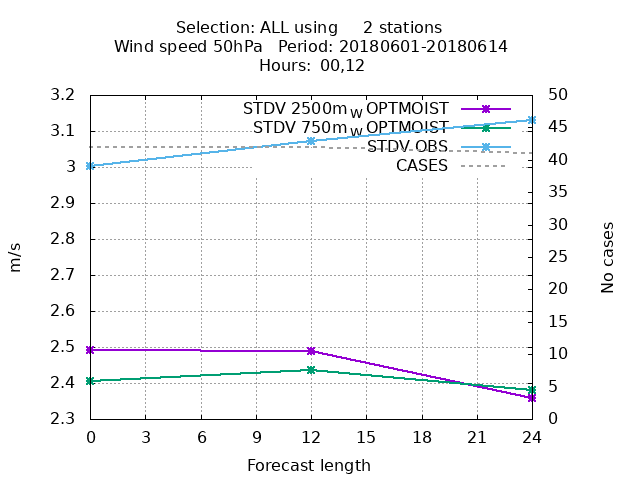 Selection: ALL using     2 stations
Wind speed 50hPa   Period: 20180601-20180614
Hours:  00,12
STDV 2500m_W OPTMOIST
STDV 750m_W OPTMOIST
STDV OBS
CASES
3.2
3.1
3
2.9
2.8
2.7
2.6
2.5
2.4
2.3
m/s
50
45
40
35
30
25
20
15
10
5
0
No cases
0 3 6 9 12 15 18 21 24
Forecast length